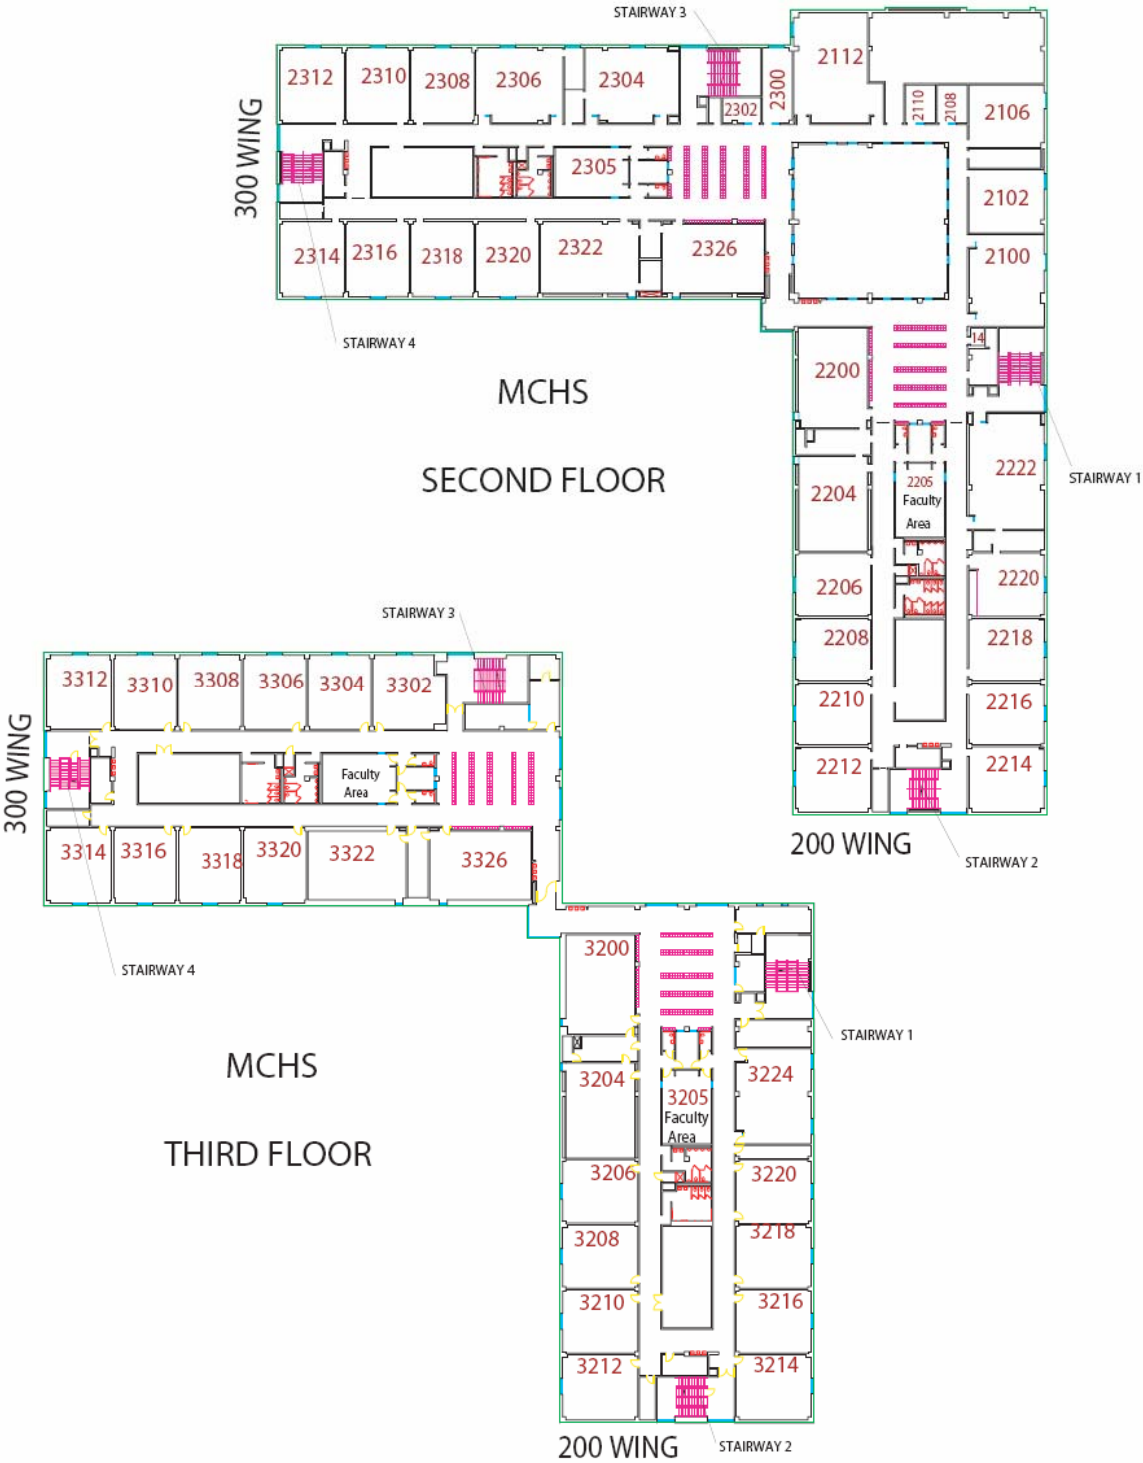 STAIRWAY 3
2312 2310 2308 2306 2304 2302 2300 2112 2110 2108 2106
300 WING
2305
2102
2314 2316 2318 2320 2322 2326 2100
STAIRWAY 4
14
2200
MCHS
SECOND FLOOR
2204
2205
Faculty
Area
2222
STAIRWAY 1
2206 2220
2208 2218
2210 2216
2212 2214
200 WING
STAIRWAY 2
STAIRWAY 3
3312 3310 3308 3306 3304 3302
300 WING
Faculty
Area
3314 3316 3318 3320 3322 3326
STAIRWAY 4
3200
STAIRWAY 1
MCHS
THIRD FLOOR
3204
3205
Faculty
Area
3224
3206 3220
3208 3218
3210 3216
3212 3214
200 WING
STAIRWAY 2